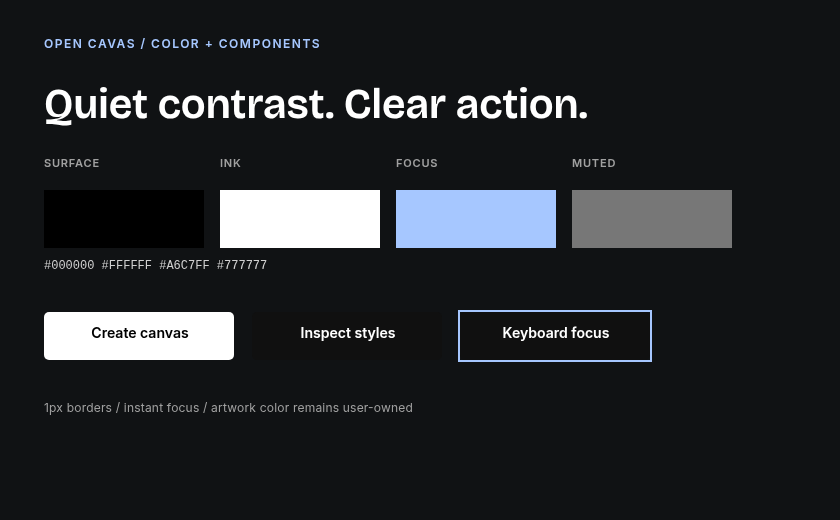 OPEN CAVAS / COLOR + COMPONENTS
Quiet contrast. Clear action.
SURFACE INK FOCUS MUTED
#000000 #FFFFFF #A6C7FF #777777
Create canvas Inspect styles Keyboard focus
1px borders / instant focus / artwork color remains user-owned